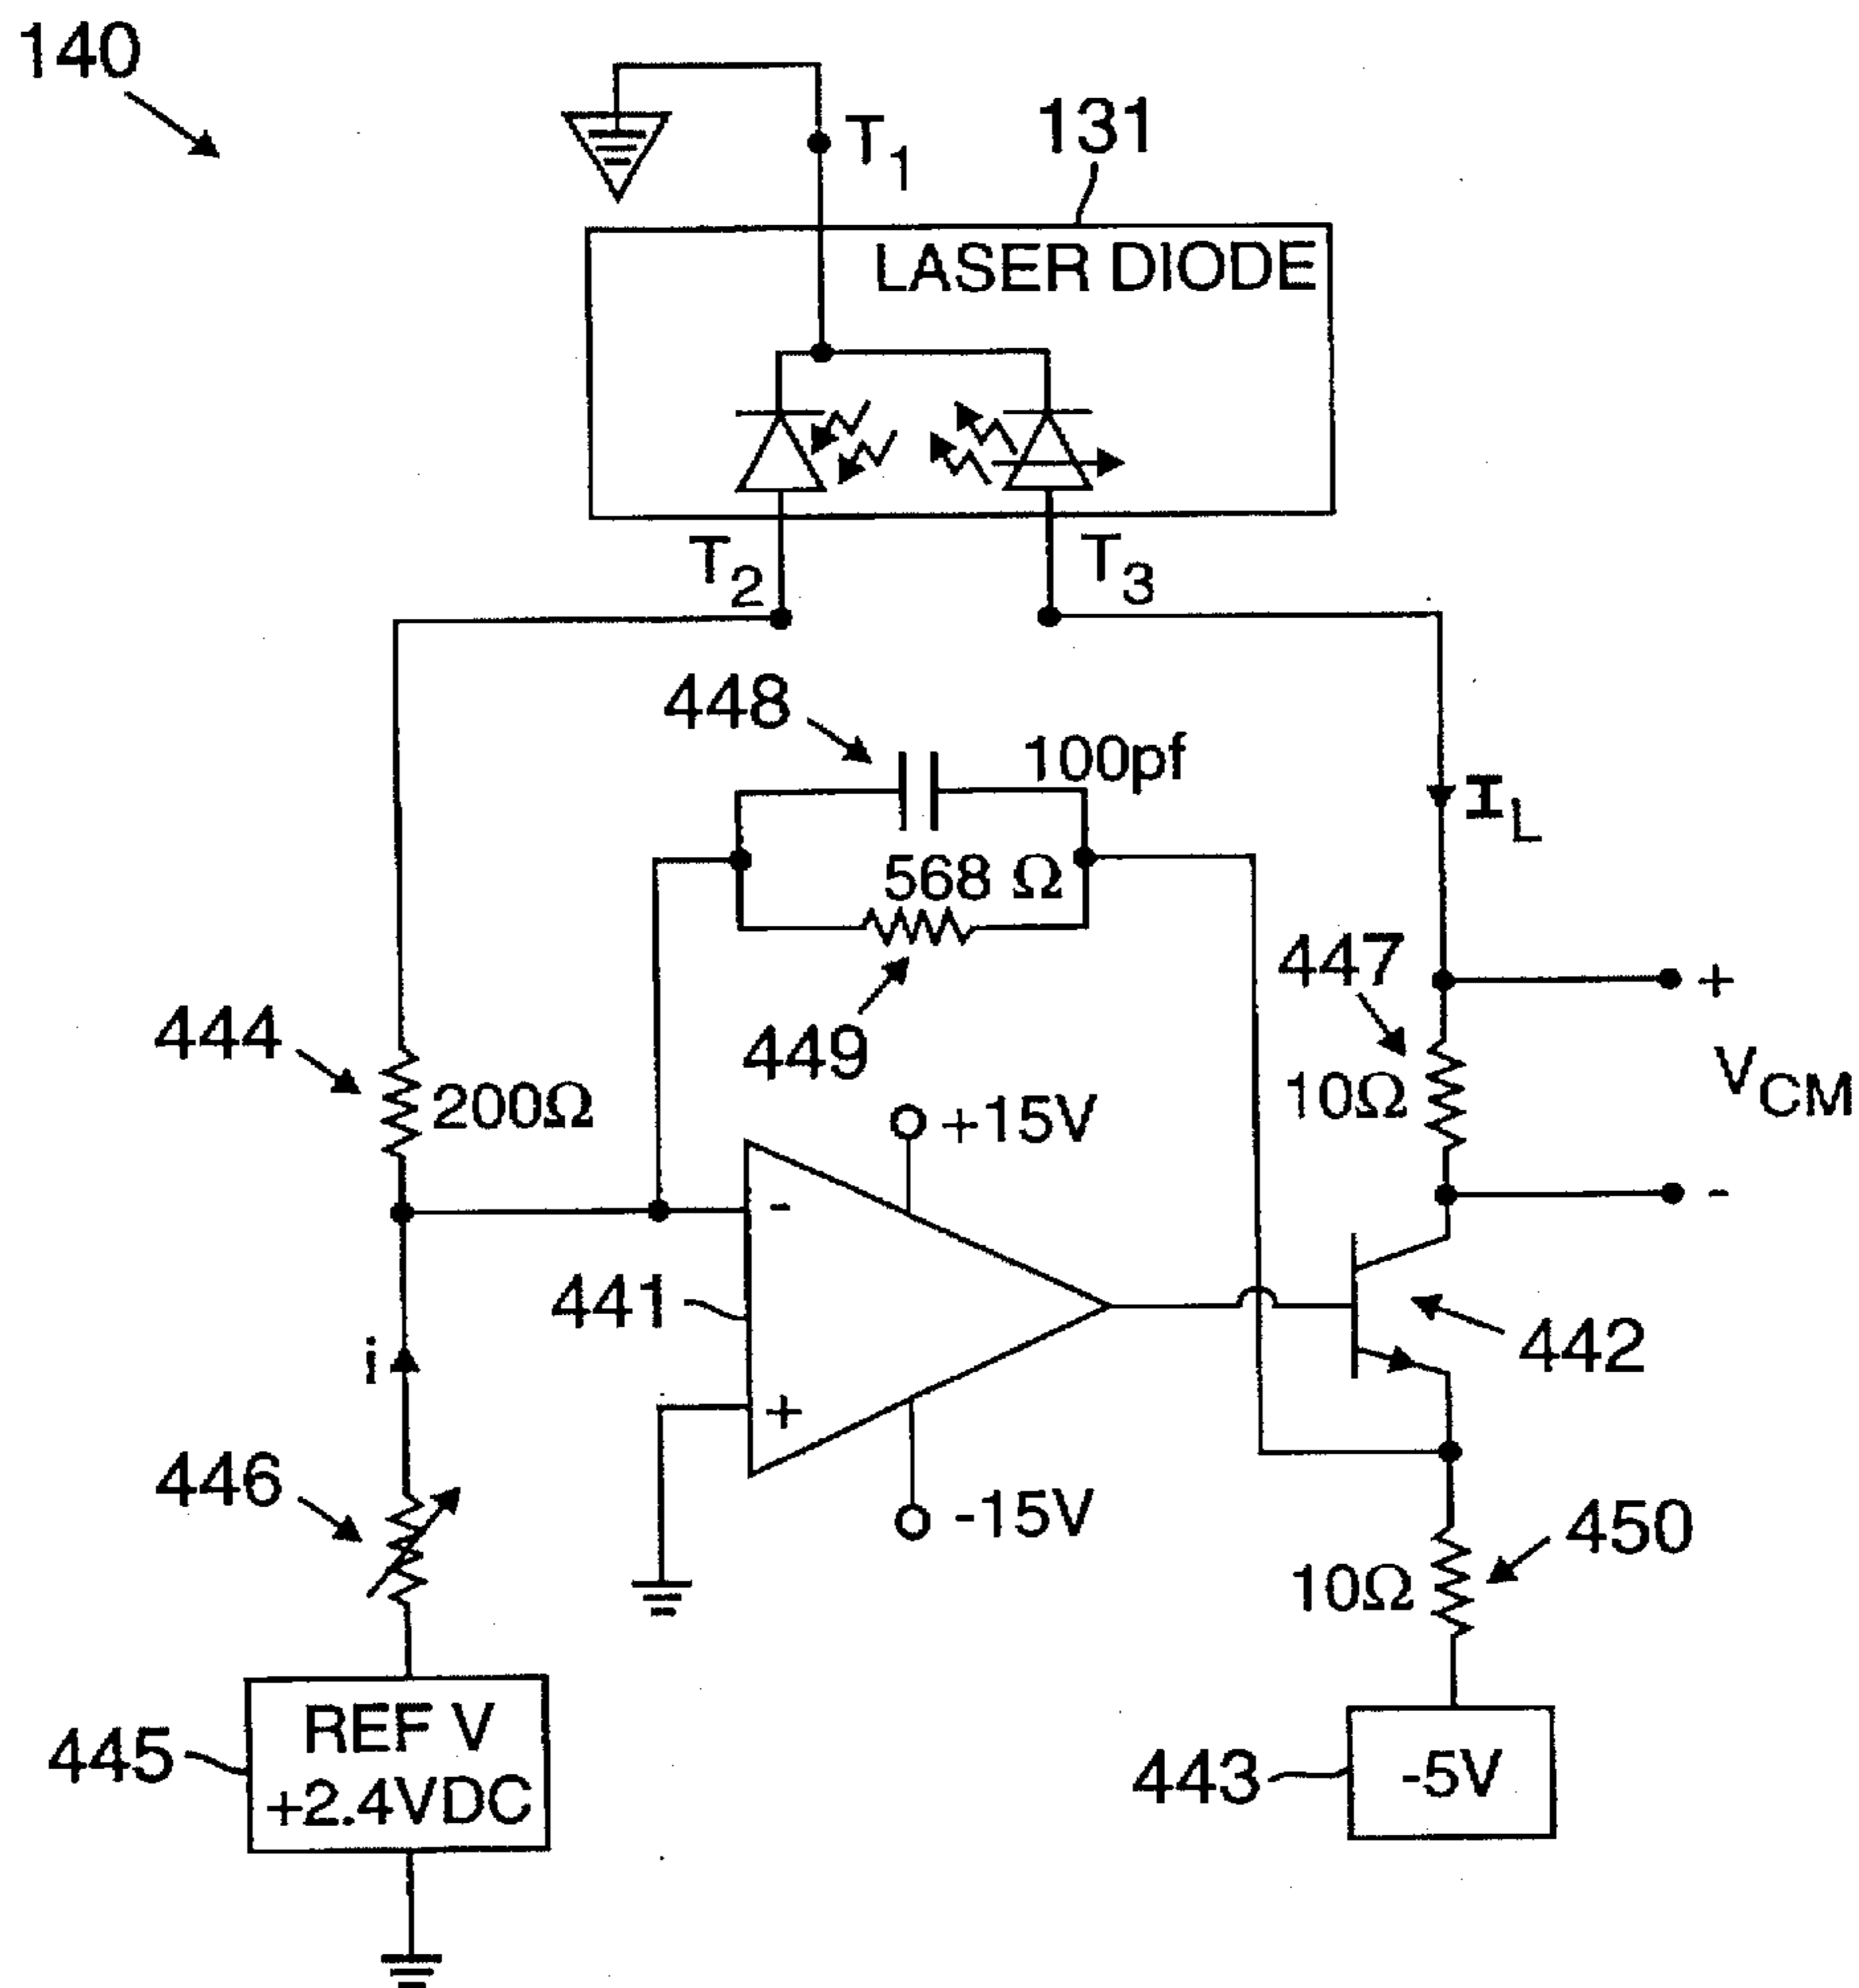 140
T1
131
LASER DIODE
T2
T3
448
100pf
IL
568 Ω
447
449
444
200Ω
10Ω
+
VCM
+15V
-
-
441
442
i
+
446
-15V
450
10Ω
REF V
+2.4VDC
445
443
-5V